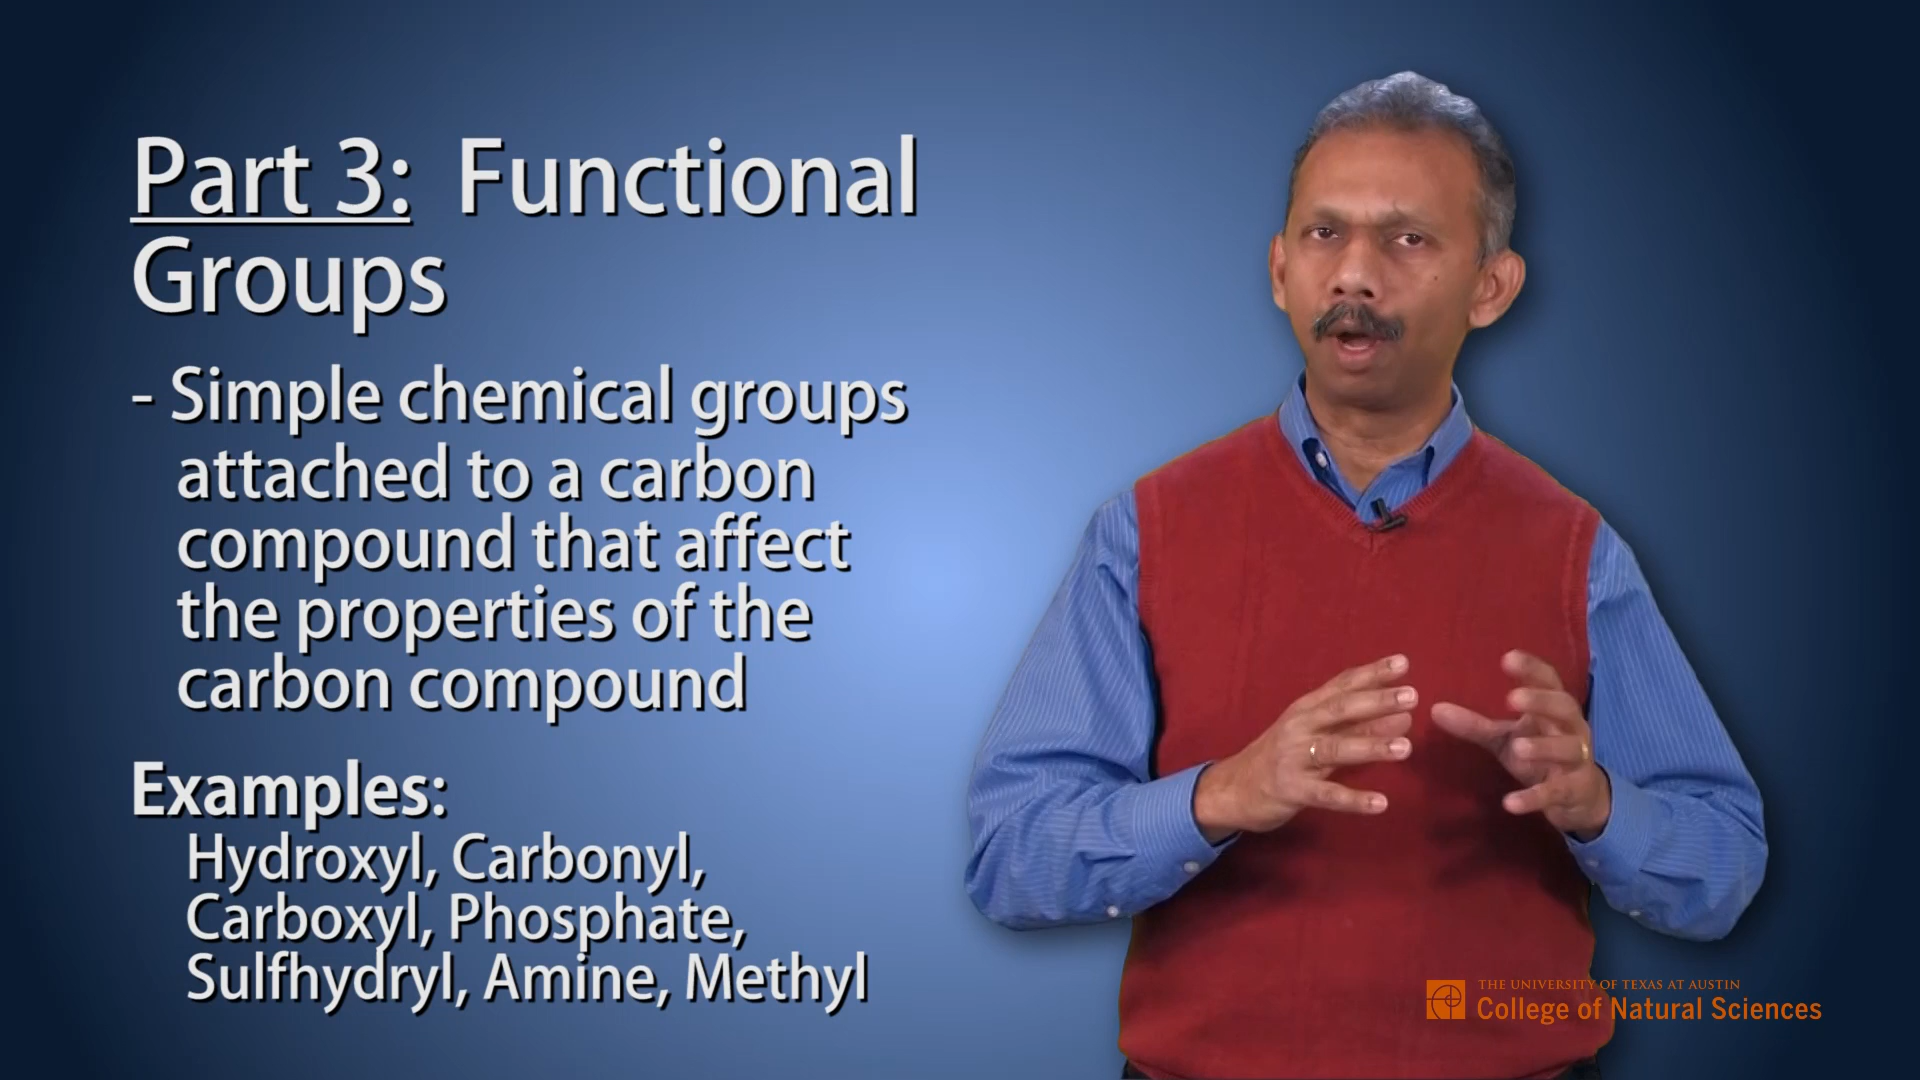 Part 3: Functional
Groups
- Simple chemical groups
attached to a carbon
compound that affect
the properties of the
carbon compound
Examples:
Hydroxyl, Carbonyl,
Carboxyl, Phosphate,
Sulfhydryl, Amine, Methyl
THE UNIVERSITY OF TEXAS AT AUSTIN
College of Natural Sciences